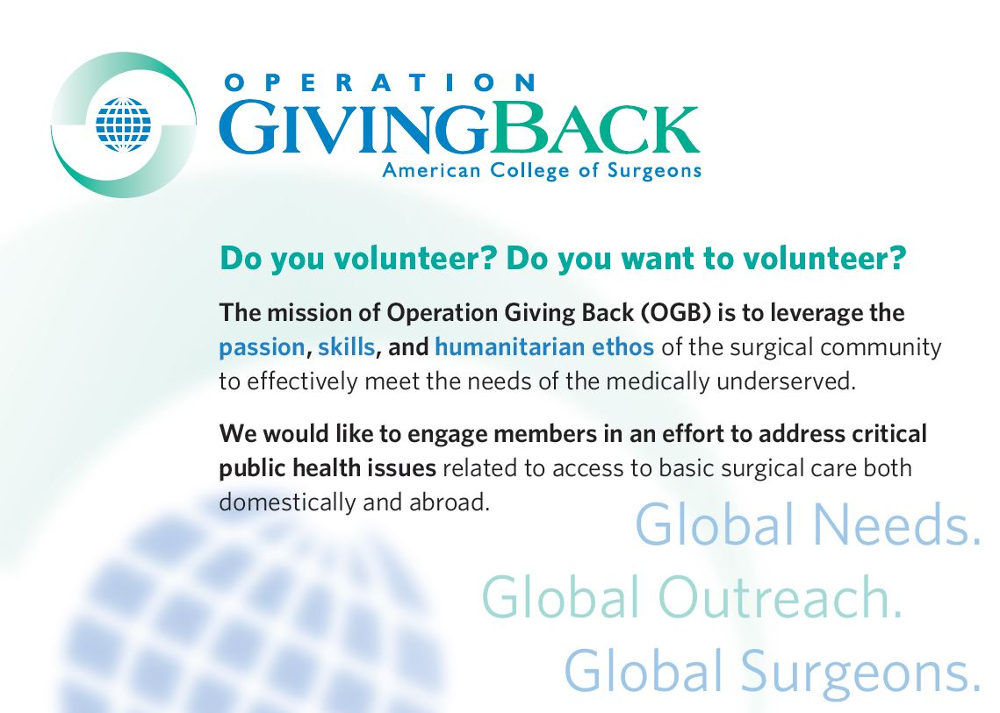 OPERATION
GIVINGBACK
American College of Surgeons
Do you volunteer? Do you want to volunteer?
The mission of Operation Giving Back (OGB) is to leverage the
passion, skills, and humanitarian ethos of the surgical community
to effectively meet the needs of the medically underserved.
We would like to engage members in an effort to address critical
public health issues related to access to basic surgical care both
domestically and abroad.
Global Needs.
Global Outreach.
Global Surgeons.